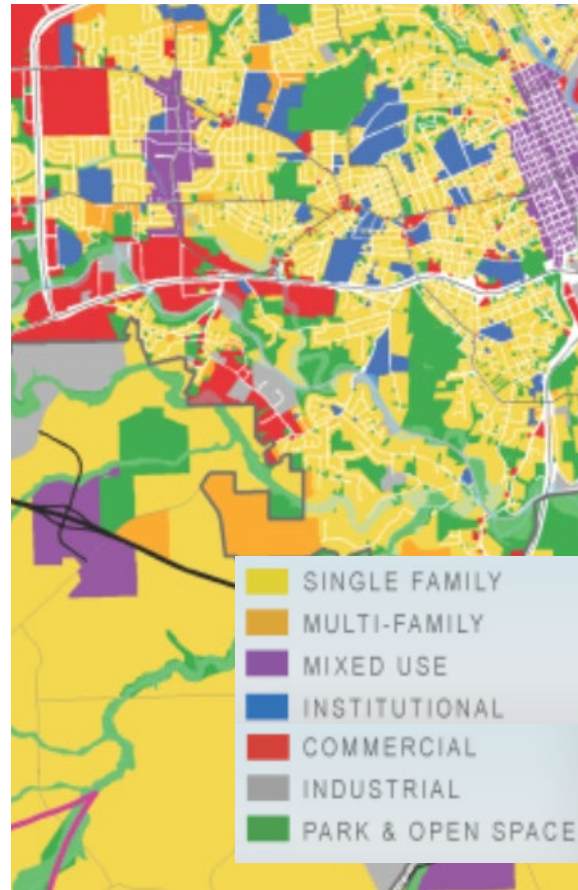 SINGLE FAMILY
MULTI-FAMILY
MIXED USE
INSTITUTIONAL
COMMERCIAL
INDUSTRIAL
PARK & OPEN SPACE